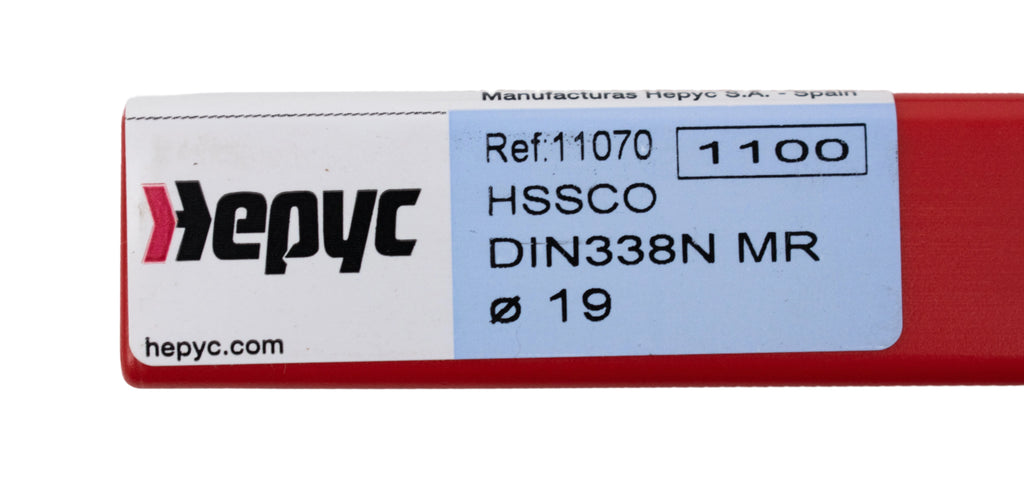 Manufacturas Hepyc S.A. - Spain
Hepyc
hepyc.com
Ref:11070 1100
HSSCO
DIN338N MR
ø 19